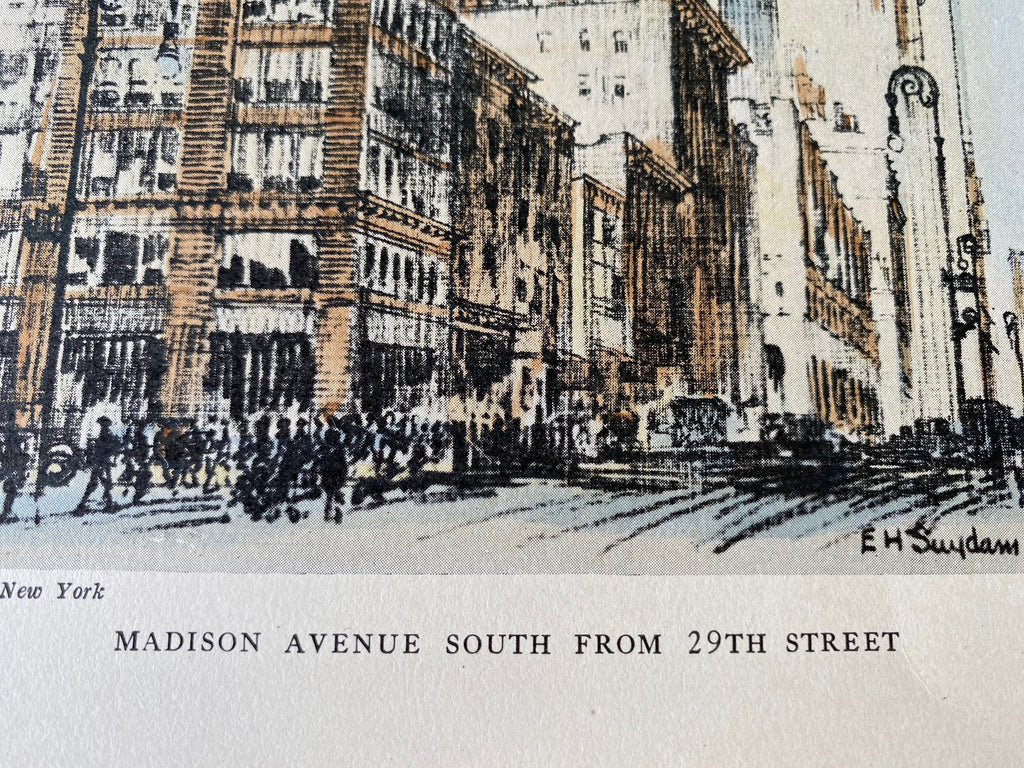 E H Suydam
New York
MADISON AVENUE SOUTH FROM 29TH STREET